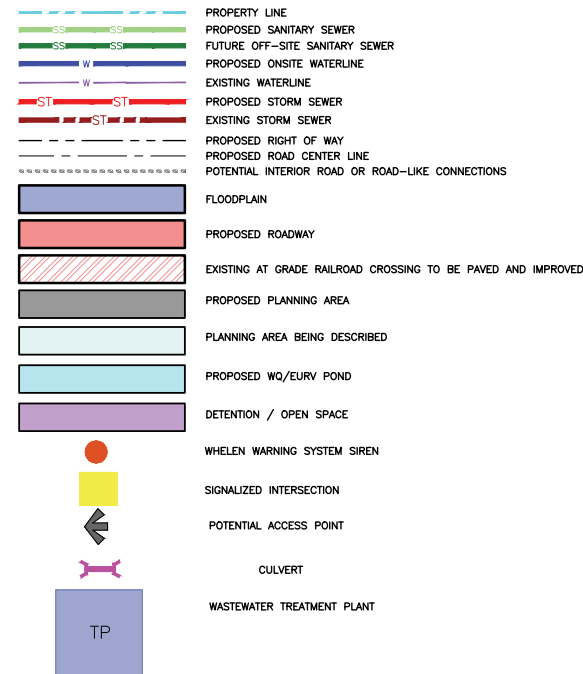 PROPERTY LINE
SS SS PROPOSED SANITARY SEWER
SS SS FUTURE OFF-SITE SANITARY SEWER
W PROPOSED ONSITE WATERLINE
W EXISTING WATERLINE
ST ST PROPOSED STORM SEWER
ST EXISTING STORM SEWER
PROPOSED RIGHT OF WAY
PROPOSED ROAD CENTER LINE
POTENTIAL INTERIOR ROAD OR ROAD-LIKE CONNECTIONS
FLOODPLAIN
PROPOSED ROADWAY
EXISTING AT GRADE RAILROAD CROSSING TO BE PAVED AND IMPROVED
PROPOSED PLANNING AREA
PLANNING AREA BEING DESCRIBED
PROPOSED WQ/EURV POND
DETENTION / OPEN SPACE
WHELEN WARNING SYSTEM SIREN
SIGNALIZED INTERSECTION
POTENTIAL ACCESS POINT
CULVERT
WASTEWATER TREATMENT PLANT
TP